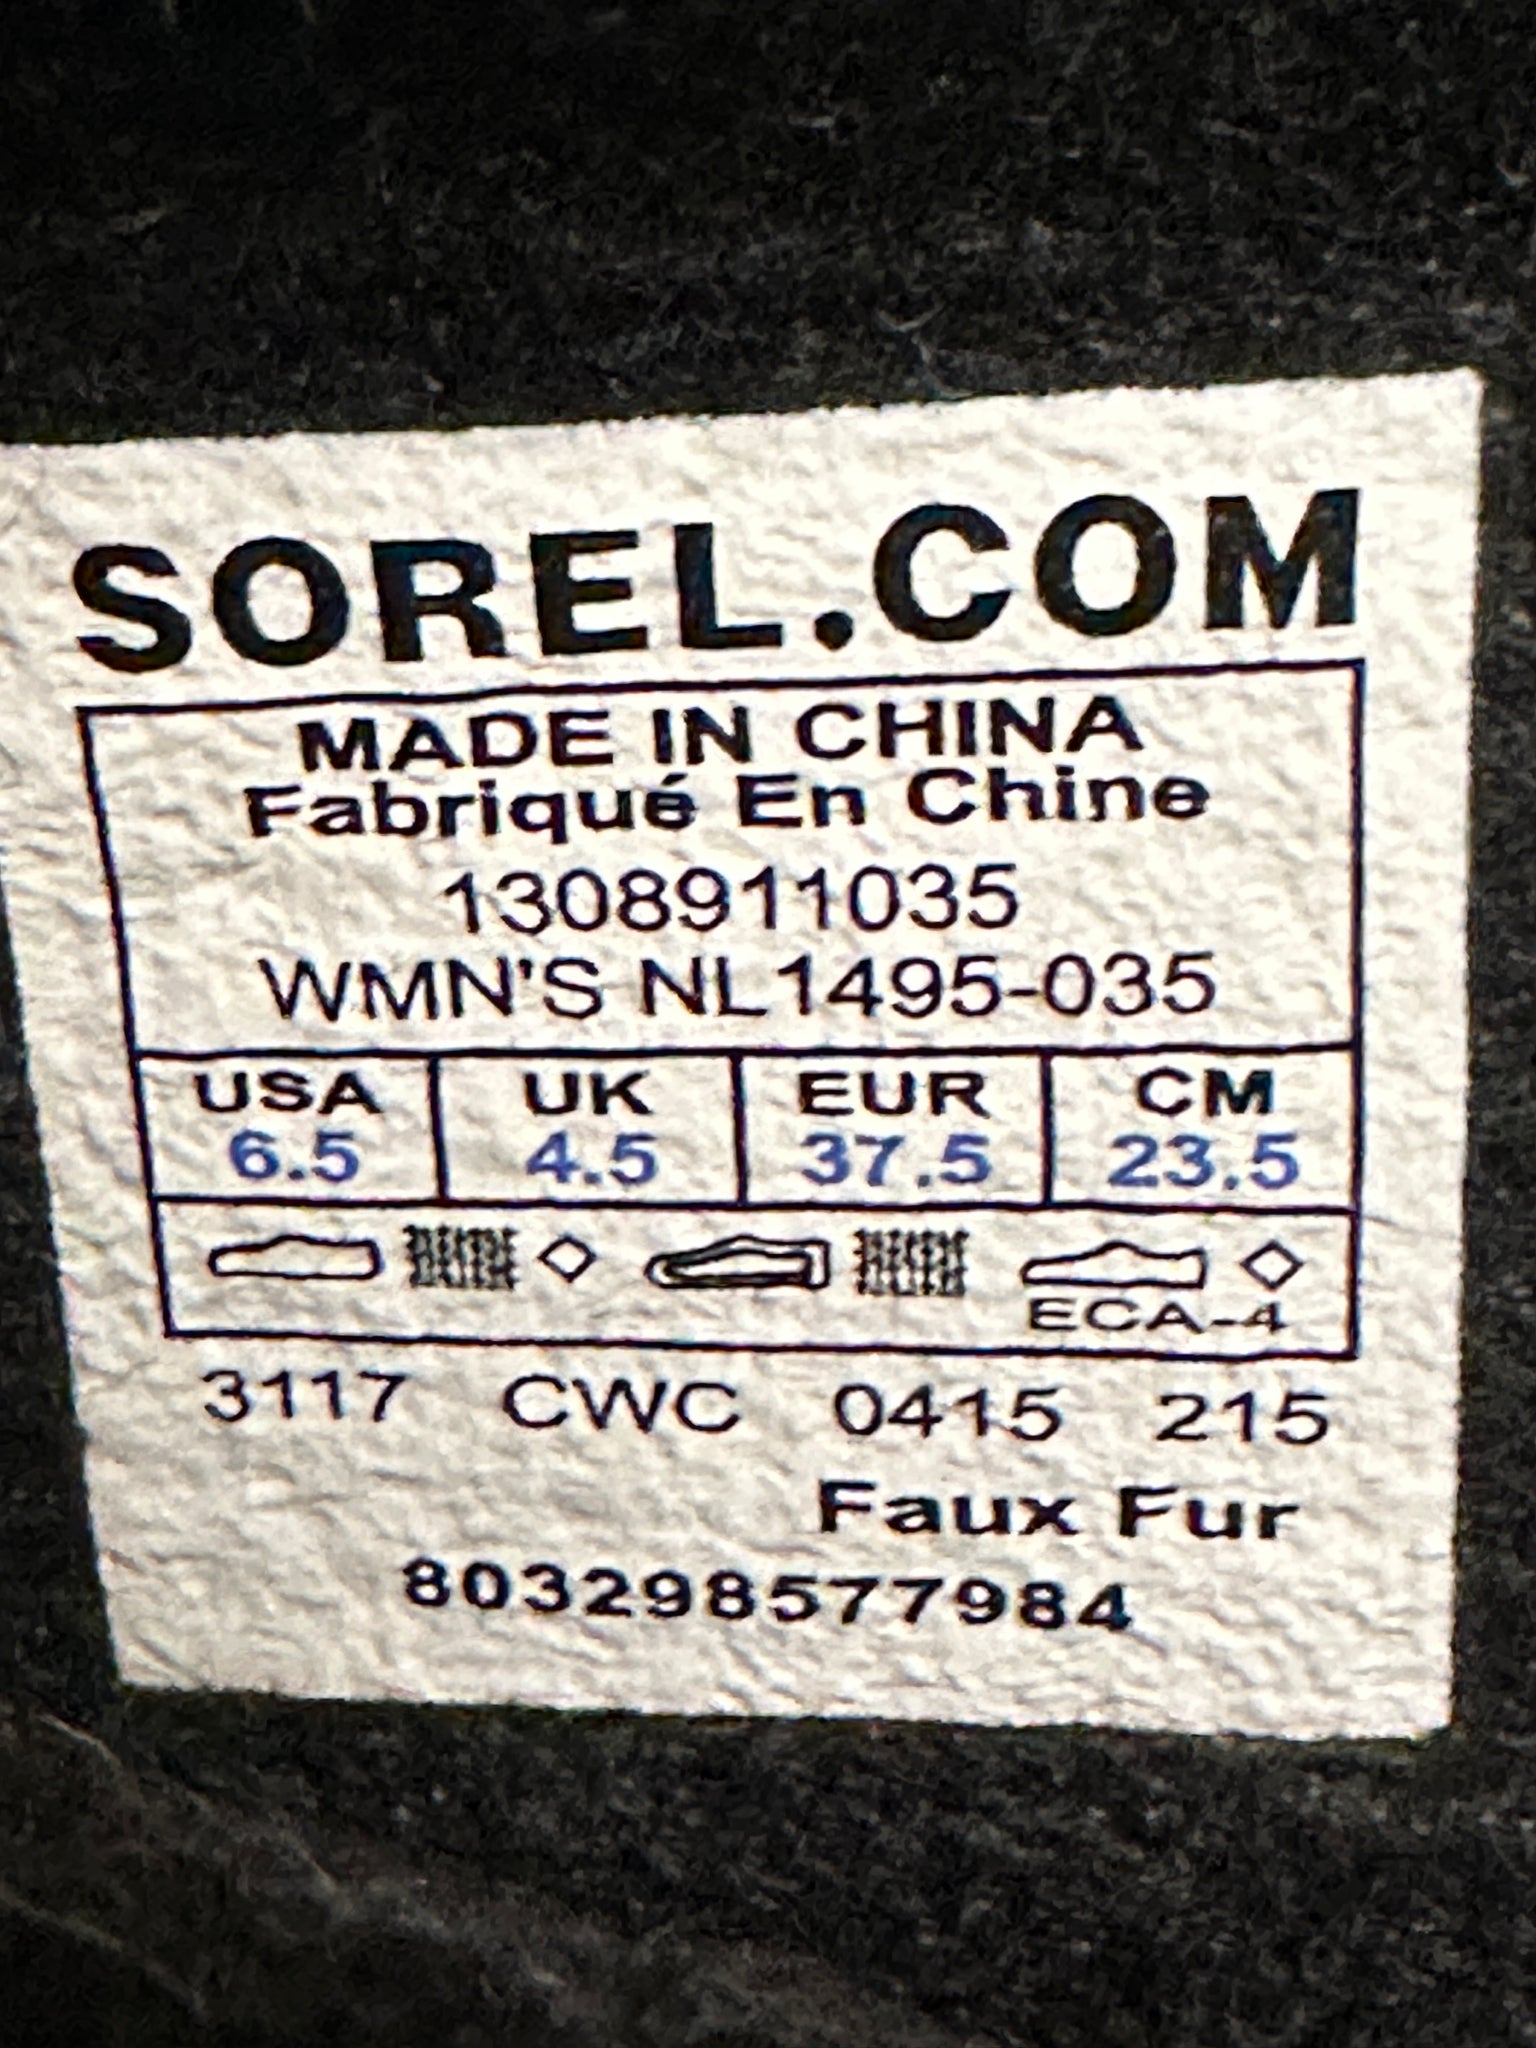 SOREL.COM
MADE IN CHINA
Fabriqué En Chine
1308911035
WMN'S NL1495-035
USA UK EUR CM
6.5 4.5 37.5 23.5
ECA-4
3117 CWC 0415 215
Faux Fur
803298577984